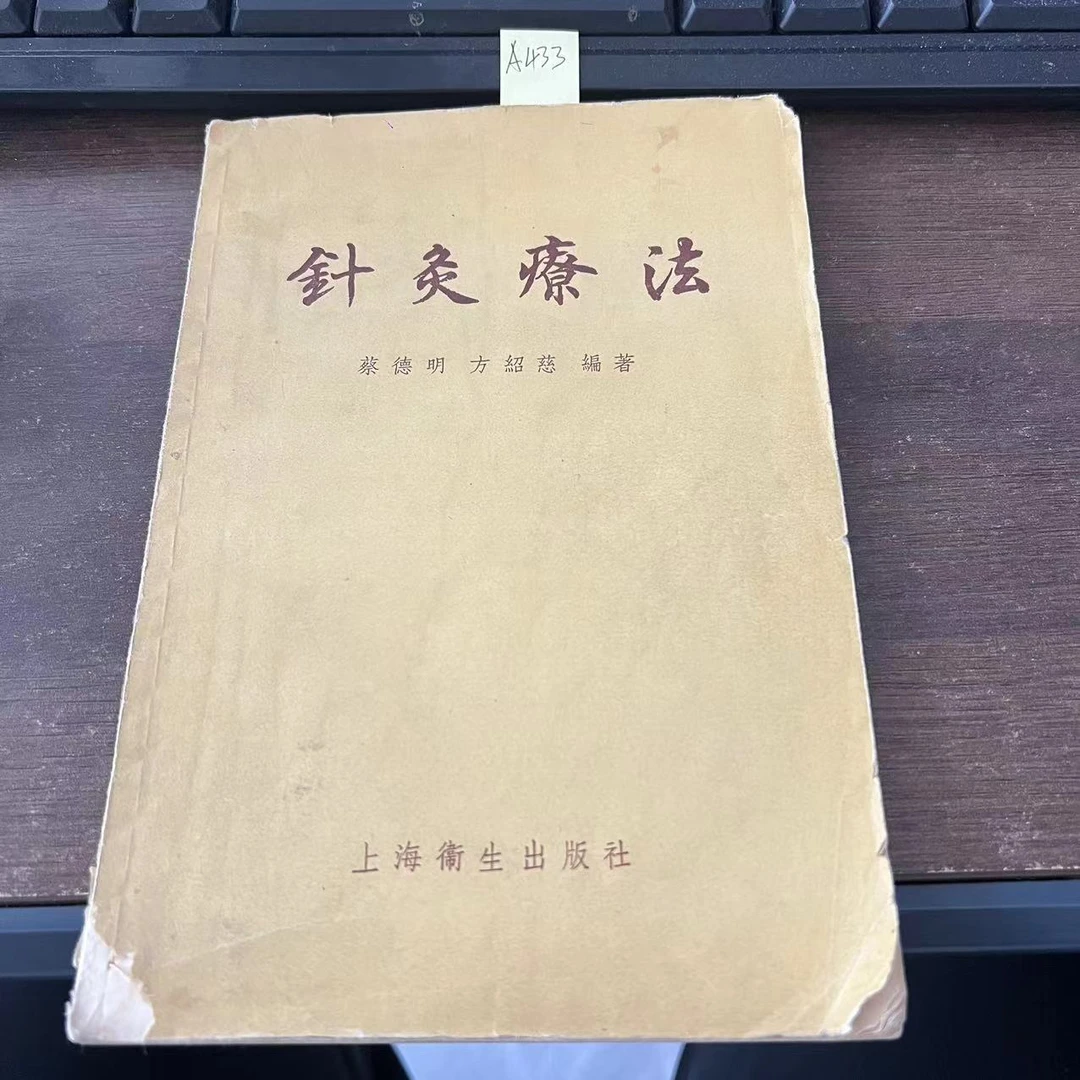 A433
針灸療法
蔡德明 方紹慈 編著
上海衞生出版社